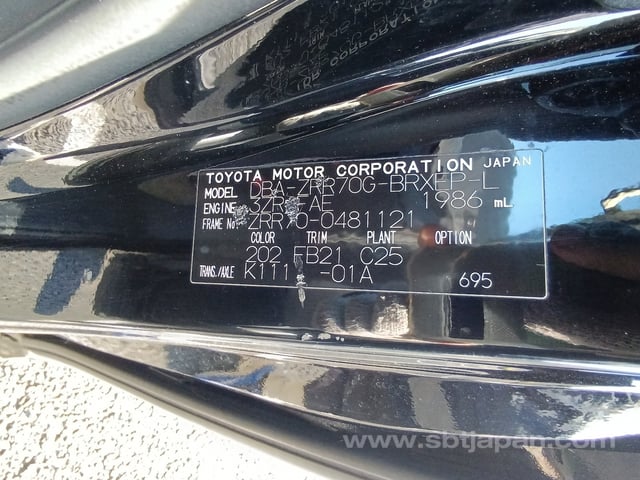 TOYOTA MOTOR CORPORATION JAPAN
MODEL DBA-ZRR70G-BRXEP-L
ENGINE 3ZR-FAE 1986 mL
FRAME No. ZRR70-0481121
COLOR TRIM PLANT OPTION
202 FB21 C25
TRANS./AXLE K111 -01A
695
www.sbtjapan.com